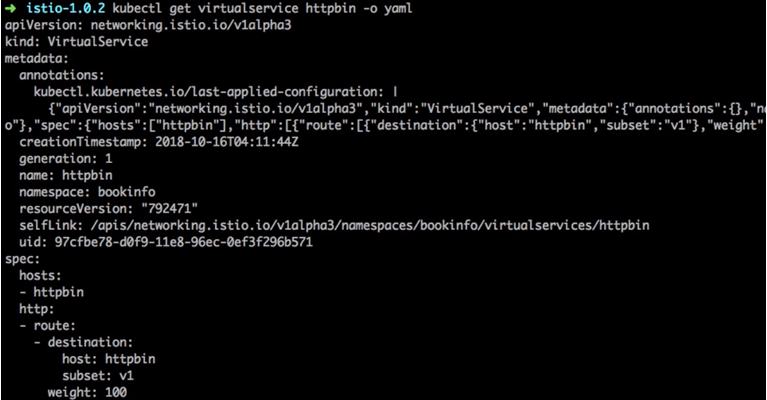 ➜ istio-1.0.2 kubectl get virtualservice httpbin -o yaml
apiVersion: networking.istio.io/v1alpha3
kind: VirtualService
metadata:
  annotations:
    kubectl.kubernetes.io/last-applied-configuration: |
      {"apiVersion":"networking.istio.io/v1alpha3","kind":"VirtualService","metadata":{"annotations":{},"na
o"},"spec":{"hosts":["httpbin"],"http":[{"route":[{"destination":{"host":"httpbin","subset":"v1"},"weight"
  creationTimestamp: 2018-10-16T04:11:44Z
  generation: 1
  name: httpbin
  namespace: bookinfo
  resourceVersion: "792471"
  selfLink: /apis/networking.istio.io/v1alpha3/namespaces/bookinfo/virtualservices/httpbin
  uid: 97cfbe78-d0f9-11e8-96ec-0ef3f296b571
spec:
  hosts:
  - httpbin
  http:
  - route:
    - destination:
        host: httpbin
        subset: v1
      weight: 100